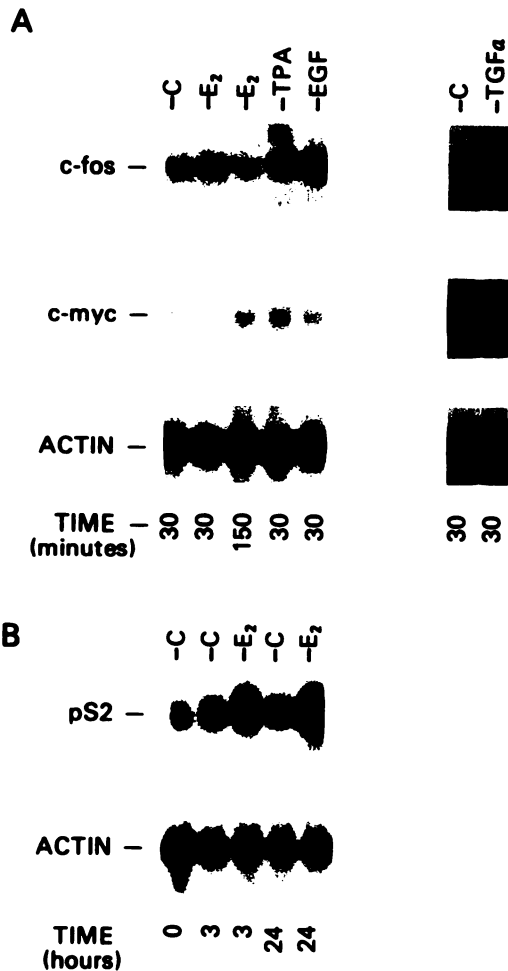 A
–C –E₂ –E₂ –TPA –EGF –C –TGFα
c-fos –
c-myc –
ACTIN –
TIME – 30 30 150 30 30 30 30
(minutes)
B
–C –C –E₂ –C –E₂
pS2 –
ACTIN –
TIME 0 3 3 24 24
(hours)